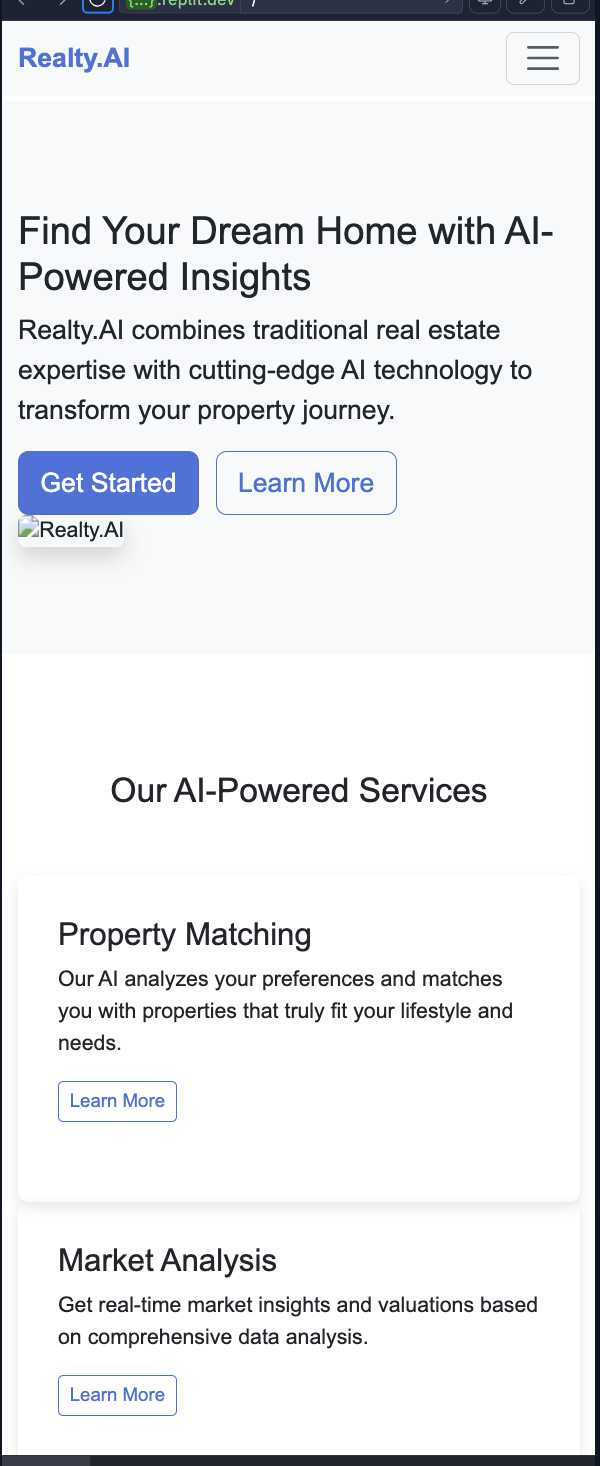 {...}.replit.dev /
Realty.AI
Find Your Dream Home with AI-
Powered Insights
Realty.AI combines traditional real estate
expertise with cutting-edge AI technology to
transform your property journey.
Get Started
Learn More
Realty.AI
Our AI-Powered Services
Property Matching
Our AI analyzes your preferences and matches
you with properties that truly fit your lifestyle and
needs.
Learn More
Market Analysis
Get real-time market insights and valuations based
on comprehensive data analysis.
Learn More